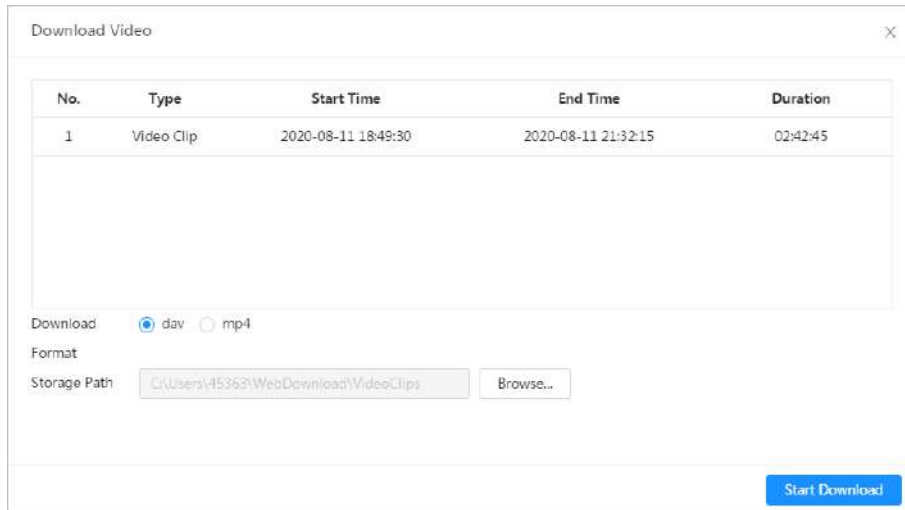 Download Video
No. Type Start Time End Time Duration
1 Video Clip 2020-08-11 18:49:30 2020-08-11 21:32:15 02:42:45
Download dav mp4
Format
Storage Path C:\Users\45363\WebDownload\VideoClips Browse...
Start Download